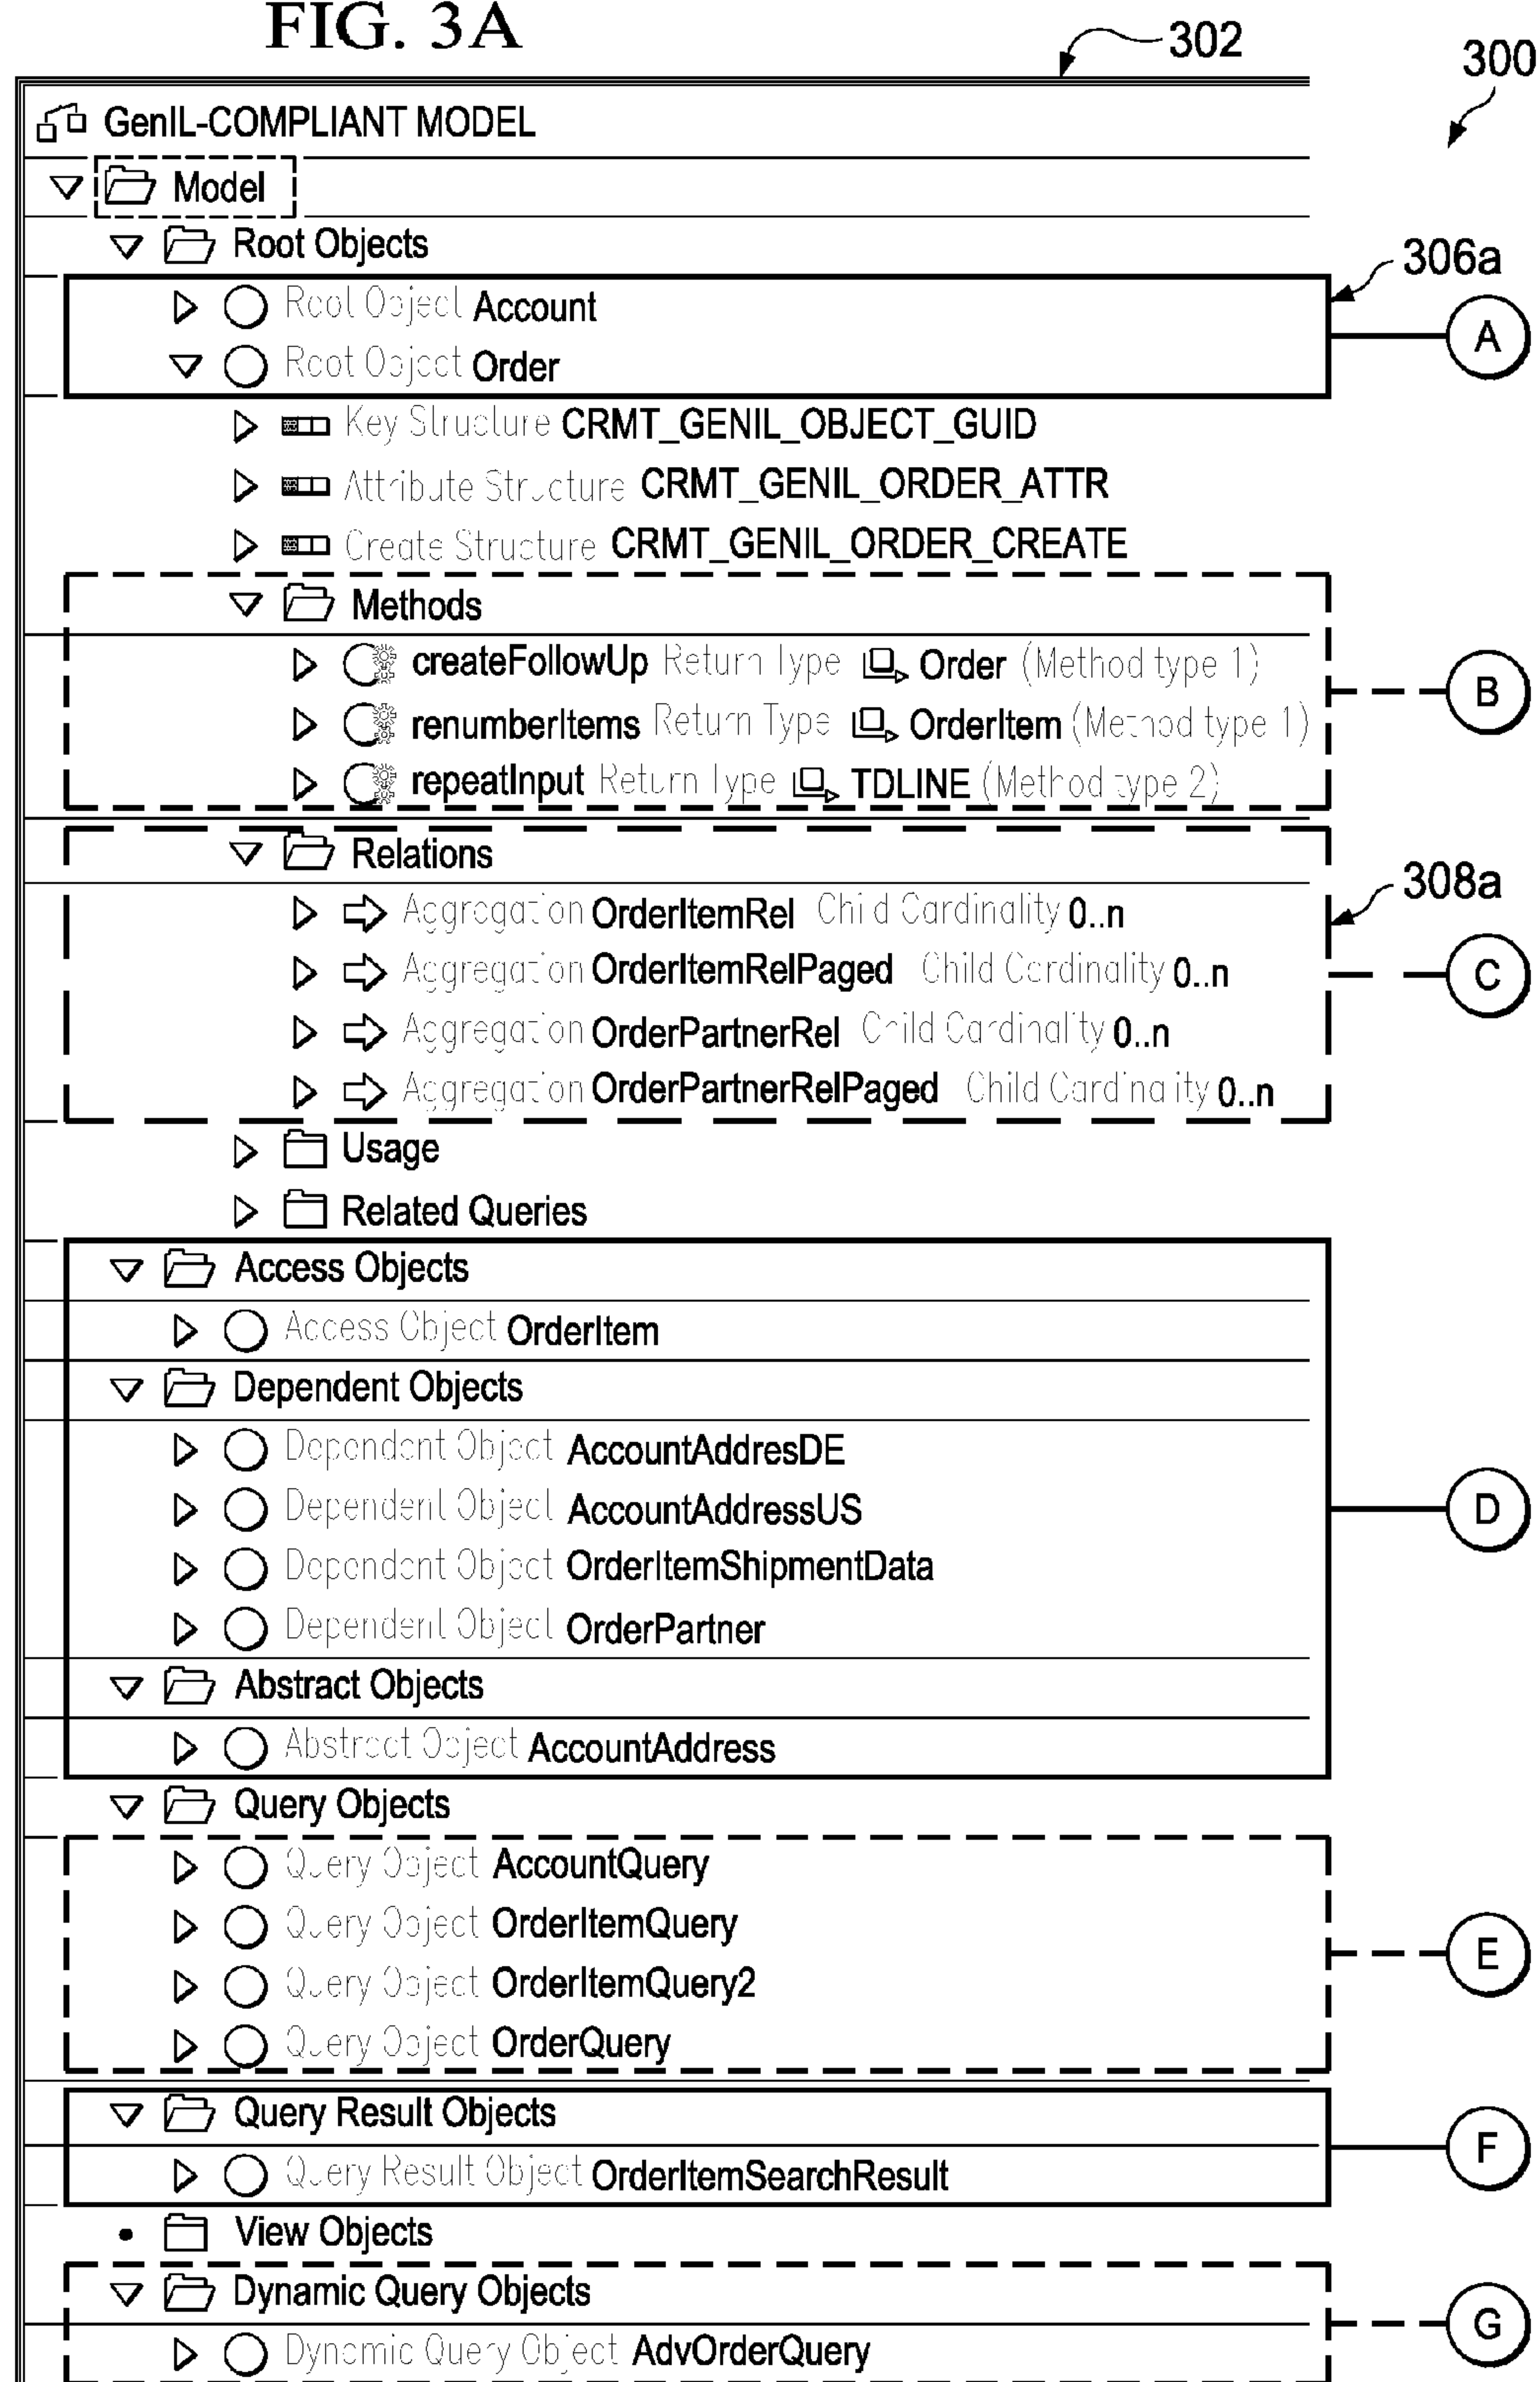 FIG. 3A
302
300
GenIL-COMPLIANT MODEL
Model
Root Objects
306a
Root Object Account
A
Root Object Order
Key Structure CRMT_GENIL_OBJECT_GUID
Attribute Structure CRMT_GENIL_ORDER_ATTR
Create Structure CRMT_GENIL_ORDER_CREATE
Methods
createFollowUp Return Type Order (Method type 1)
B
renumberItems Return Type OrderItem (Method type 1)
repeatInput Return Type TDLINE (Method type 2)
Relations
308a
Aggregation OrderItemRel Child Cardinality 0..n
Aggregation OrderItemRelPaged Child Cardinality 0..n
C
Aggregation OrderPartnerRel Child Cardinality 0..n
Aggregation OrderPartnerRelPaged Child Cardinality 0..n
Usage
Related Queries
Access Objects
Access Object OrderItem
Dependent Objects
Dependent Object AccountAddresDE
Dependent Object AccountAddressUS
D
Dependent Object OrderItemShipmentData
Dependent Object OrderPartner
Abstract Objects
Abstract Object AccountAddress
Query Objects
Query Object AccountQuery
Query Object OrderItemQuery
E
Query Object OrderItemQuery2
Query Object OrderQuery
Query Result Objects
F
Query Result Object OrderItemSearchResult
View Objects
Dynamic Query Objects
G
Dynamic Query Object AdvOrderQuery